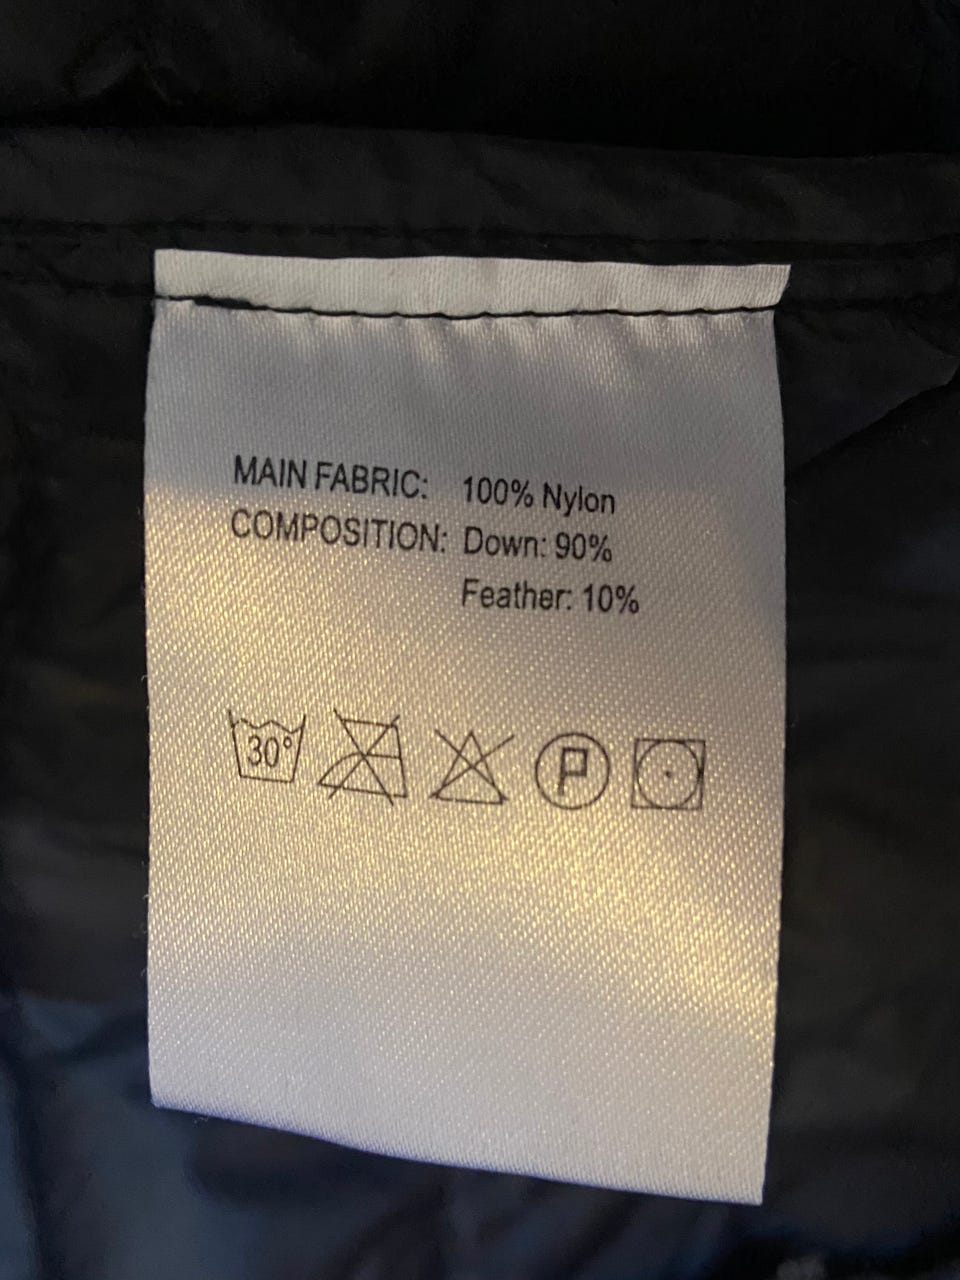 MAIN FABRIC: 100% Nylon
COMPOSITION: Down: 90%
Feather: 10%
30°
P